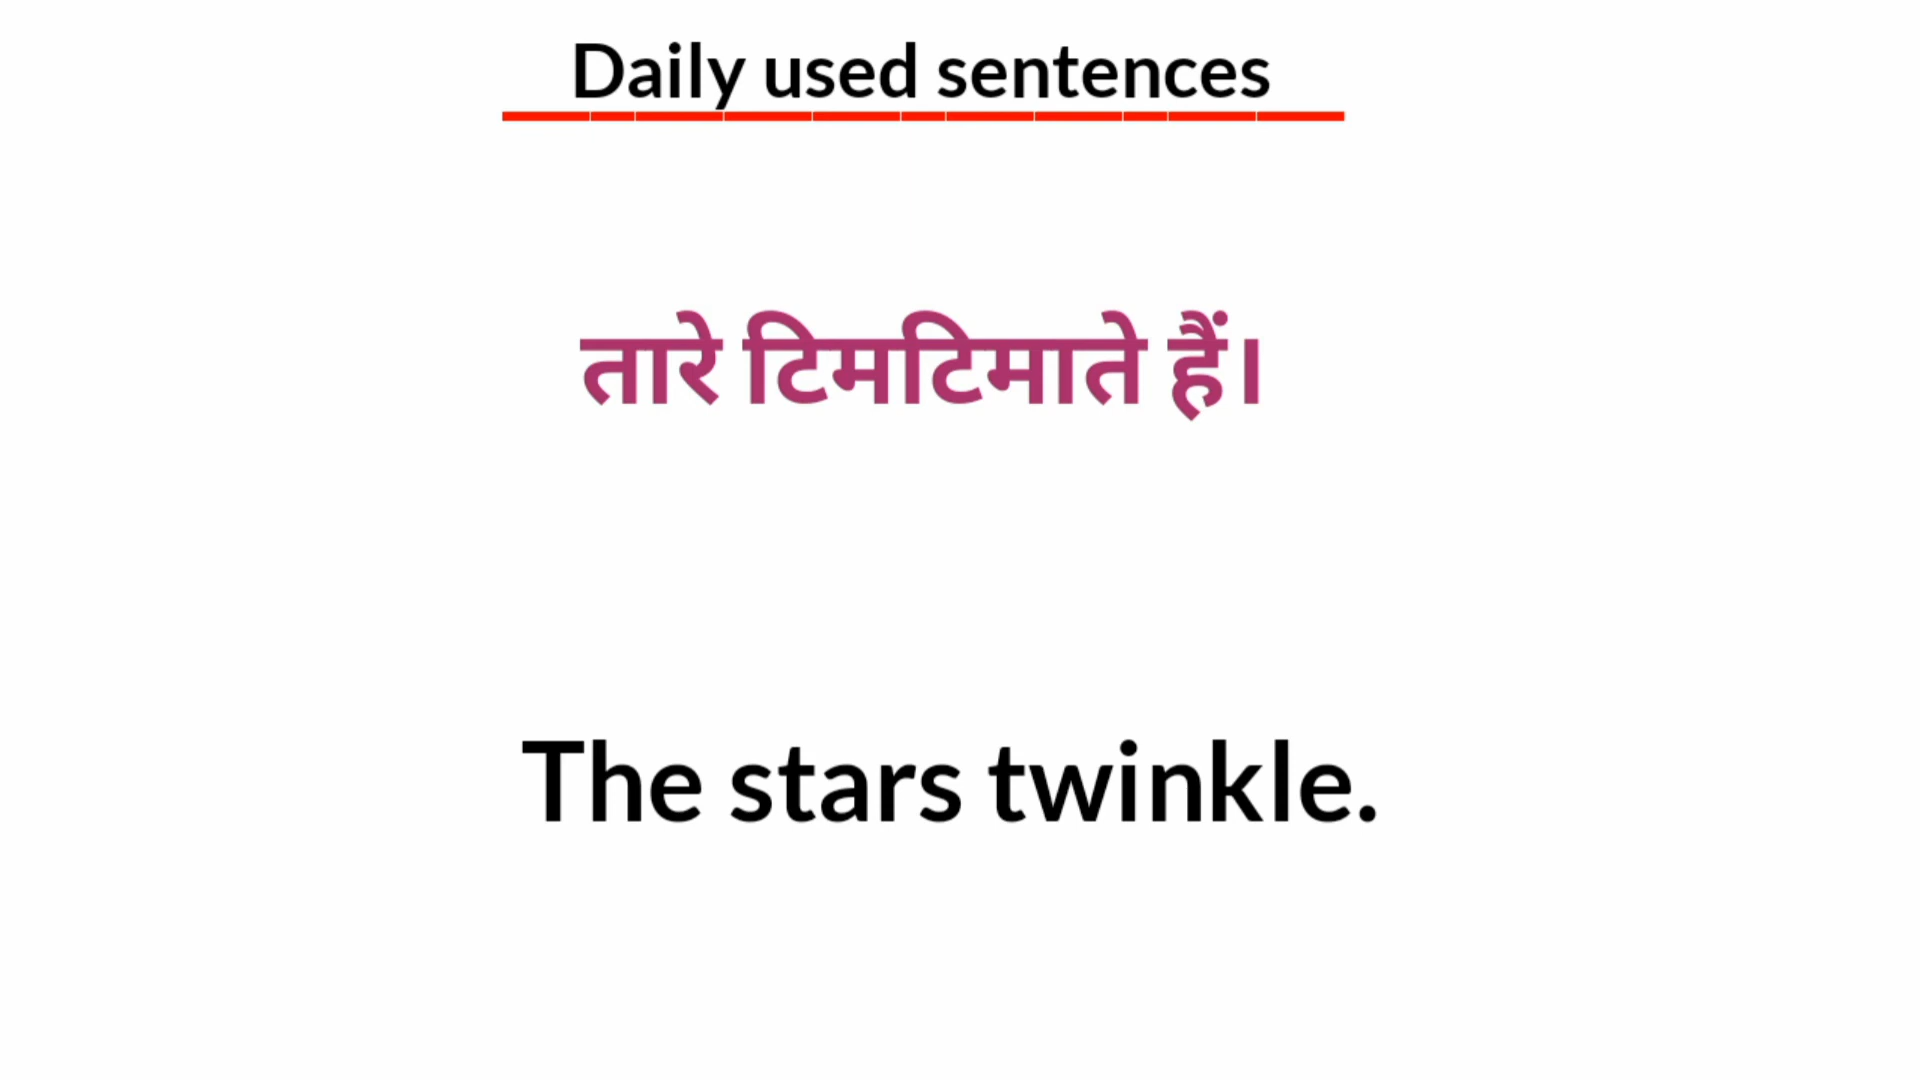 Daily used sentences
तारे टिमटिमाते हैं।
The stars twinkle.